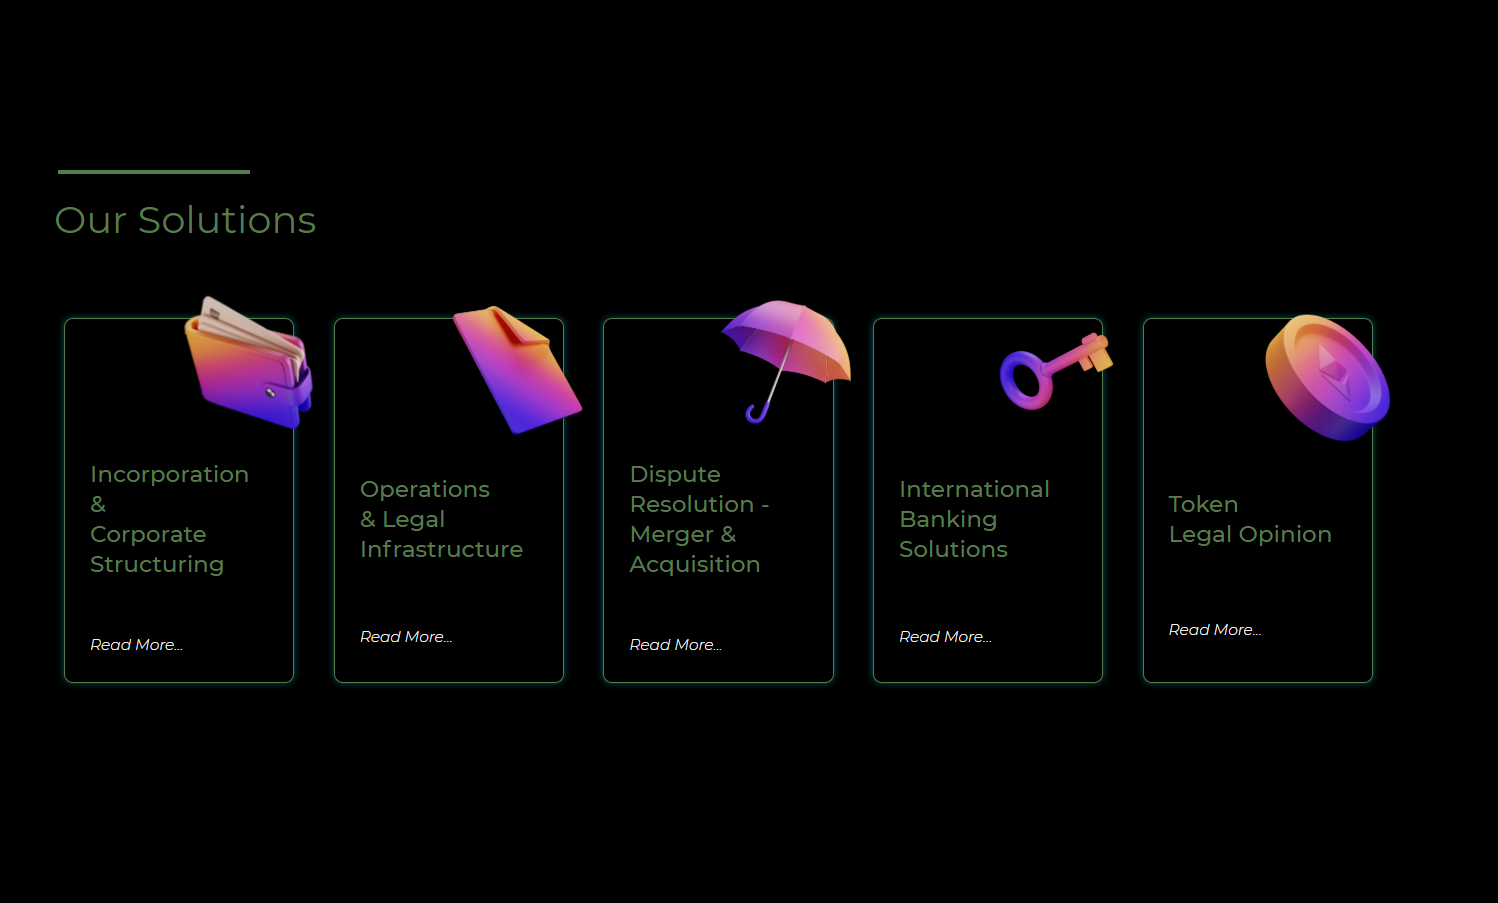 Our Solutions
Incorporation
&
Corporate
Structuring
Read More...
Operations
& Legal
Infrastructure
Read More...
Dispute
Resolution -
Merger &
Acquisition
Read More...
International
Banking
Solutions
Read More...
Token
Legal Opinion
Read More...